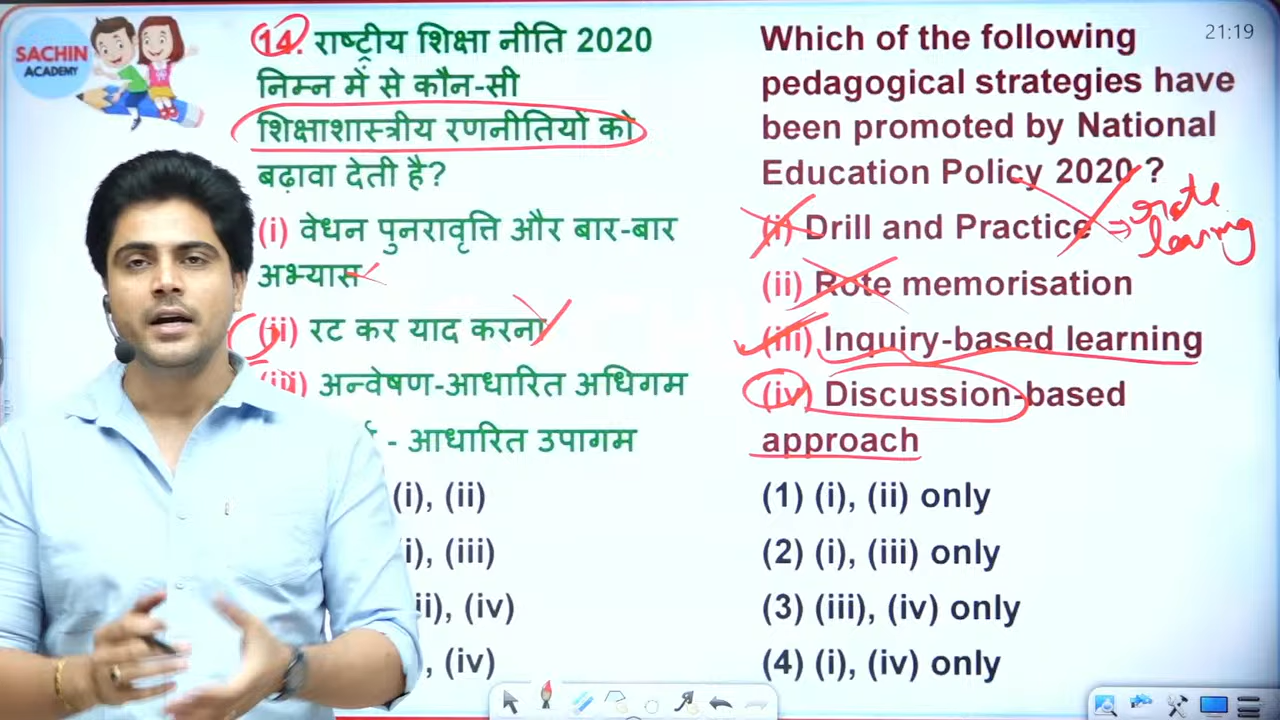 SACHIN
ACADEMY
14. राष्ट्रीय शिक्षा नीति 2020
निम्न में से कौन-सी
शिक्षाशास्त्रीय रणनीतियों को
बढ़ावा देती है?
(i) वेधन पुनरावृत्ति और बार-बार
अभ्यास
(ii) रट कर याद करना
(iii) अन्वेषण-आधारित अधिगम
- आधारित उपागम
(i), (ii)
(iii)
(iv)
, (iv)
21:19
Which of the following
pedagogical strategies have
been promoted by National
Education Policy 2020 ?
(i) Drill and Practice
rote
learning
(ii) Rote memorisation
(iii) Inquiry-based learning
(iv) Discussion-based
approach
(1) (i), (ii) only
(2) (i), (iii) only
(3) (iii), (iv) only
(4) (i), (iv) only